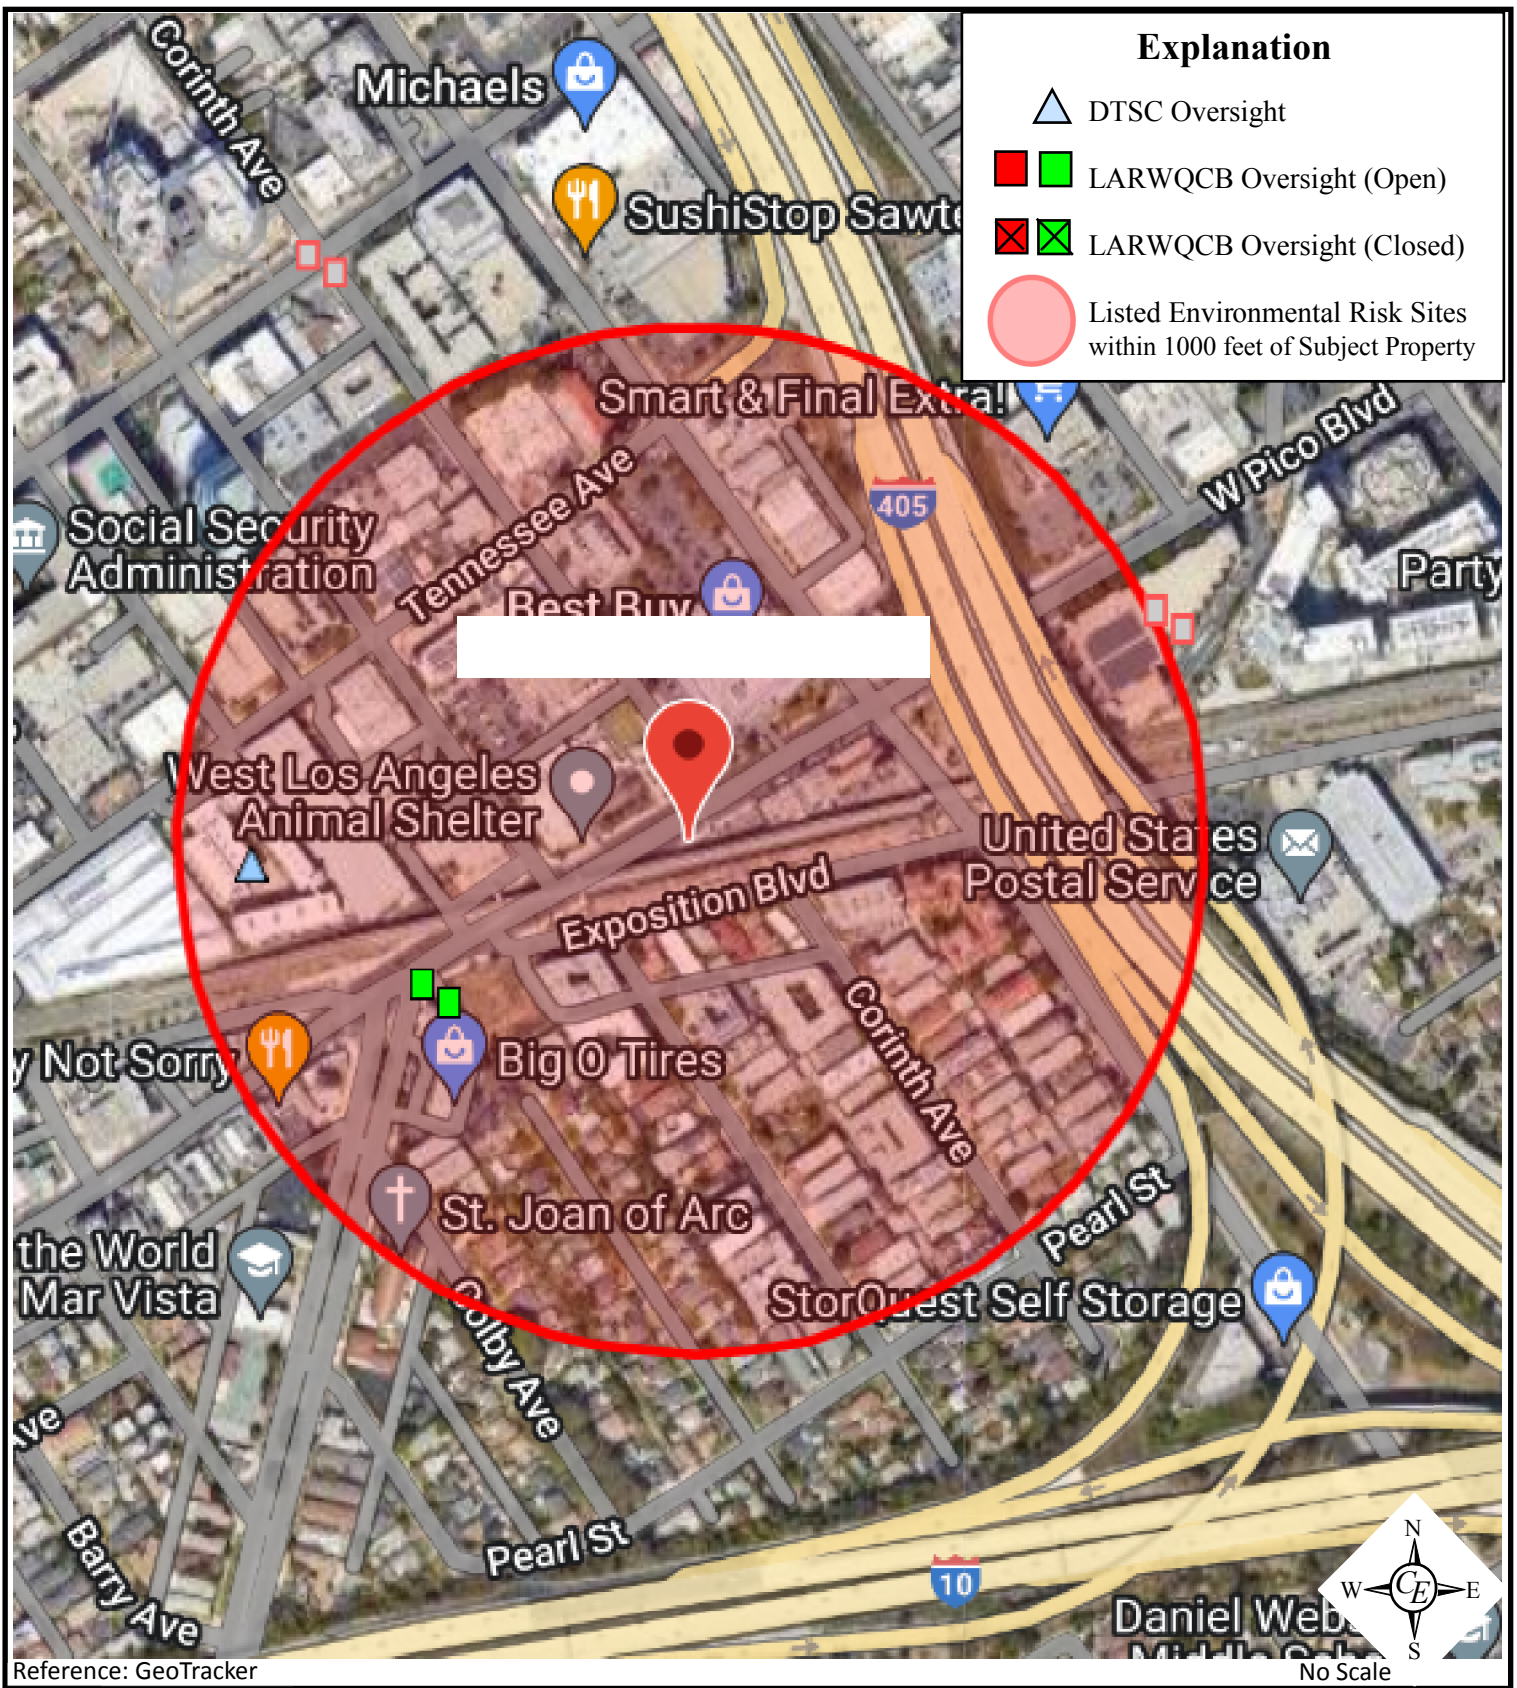 Explanation
DTSC Oversight
LARWQCB Oversight (Open)
LARWQCB Oversight (Closed)
Listed Environmental Risk Sites
within 1000 feet of Subject Property
Corinth Ave
Michaels
SushiStop Sawte
Smart & Final Extra!
W Pico Blvd
405
Social Security
Administration
Tennessee Ave
Party
Best Buy
West Los Angeles
Animal Shelter
United States
Postal Service
Exposition Blvd
Corinth Ave
y Not Sorry
Big O Tires
St. Joan of Arc
Pearl St
the World
Mar Vista
StorQuest Self Storage
Colby Ave
Ave
Barry Ave
Pearl St
10
N
W CE E
S
Daniel Web
Middle Scho
Reference: GeoTracker
No Scale